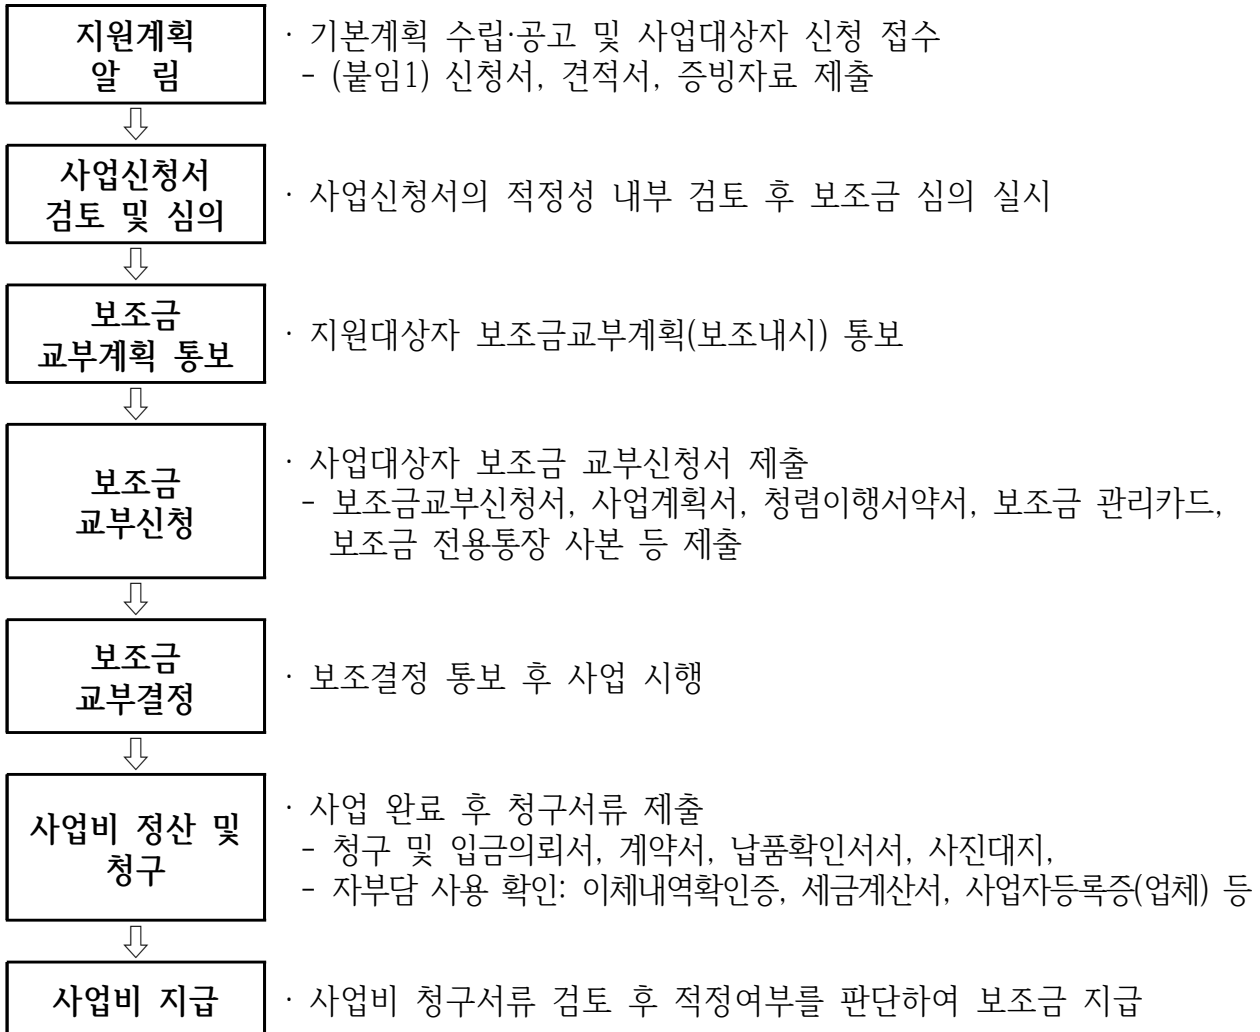 지원계획
알 림
· 기본계획 수립·공고 및 사업대상자 신청 접수
- (붙임1) 신청서, 견적서, 증빙자료 제출
사업신청서
검토 및 심의
· 사업신청서의 적정성 내부 검토 후 보조금 심의 실시
보조금
교부계획 통보
· 지원대상자 보조금교부계획(보조내시) 통보
보조금
교부신청
· 사업대상자 보조금 교부신청서 제출
- 보조금교부신청서, 사업계획서, 청렴이행서약서, 보조금 관리카드,
보조금 전용통장 사본 등 제출
보조금
교부결정
· 보조결정 통보 후 사업 시행
사업비 정산 및
청구
· 사업 완료 후 청구서류 제출
- 청구 및 입금의뢰서, 계약서, 납품확인서서, 사진대지,
- 자부담 사용 확인: 이체내역확인증, 세금계산서, 사업자등록증(업체) 등
사업비 지급
· 사업비 청구서류 검토 후 적정여부를 판단하여 보조금 지급